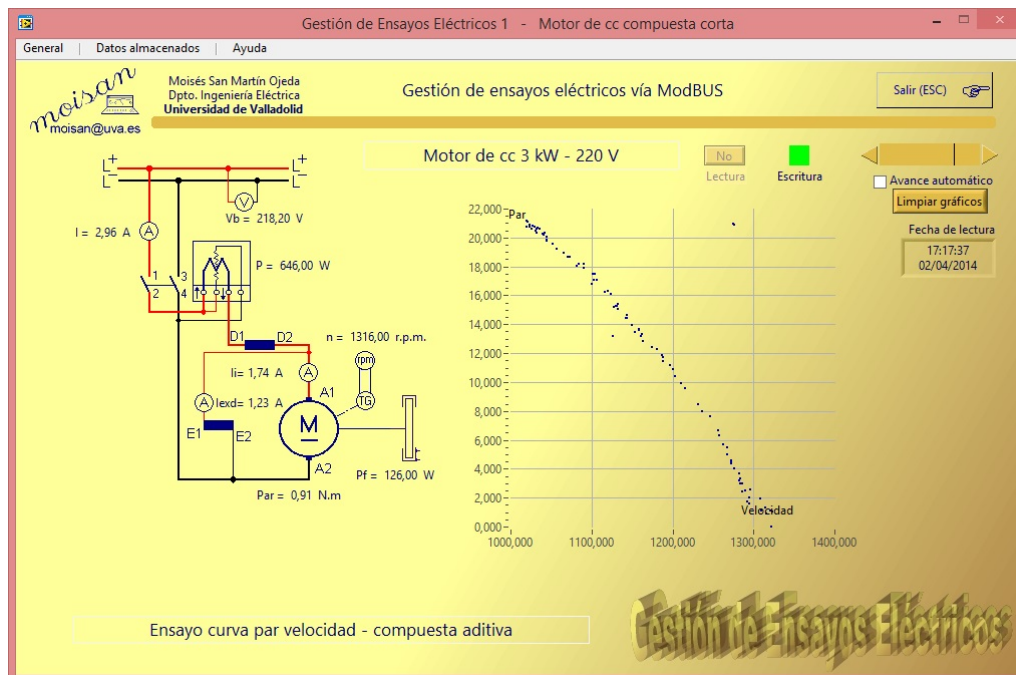 Gestión de Ensayos Eléctricos 1 - Motor de cc compuesta corta
General | Datos almacenados | Ayuda
moisan
moisan@uva.es
Moisés San Martín Ojeda
Dpto. Ingeniería Eléctrica
Universidad de Valladolid
Gestión de ensayos eléctricos vía ModBUS
Salir (ESC)
Motor de cc 3 kW - 220 V
No
Lectura
Escritura
Avance automático
Limpiar gráficos
Fecha de lectura
17:17:37
02/04/2014
L+ L+
L- L-
V
Vb = 218,20 V
I = 2,96 A
A
P = 646,00 W
1 3
2 4
D1 D2
n = 1316,00 r.p.m.
rpm
Ii= 1,74 A
A
A1
TG
A
Iexd= 1,23 A
M
E1 E2
A2
Pf = 126,00 W
Par = 0,91 N.m
22,000
Par
20,000
18,000
16,000
14,000
12,000
10,000
8,000
6,000
4,000
2,000
Velocidad
0,000
1000,000 1100,000 1200,000 1300,000 1400,000
Ensayo curva par velocidad - compuesta aditiva
Gestión de Ensayos Eléctricos